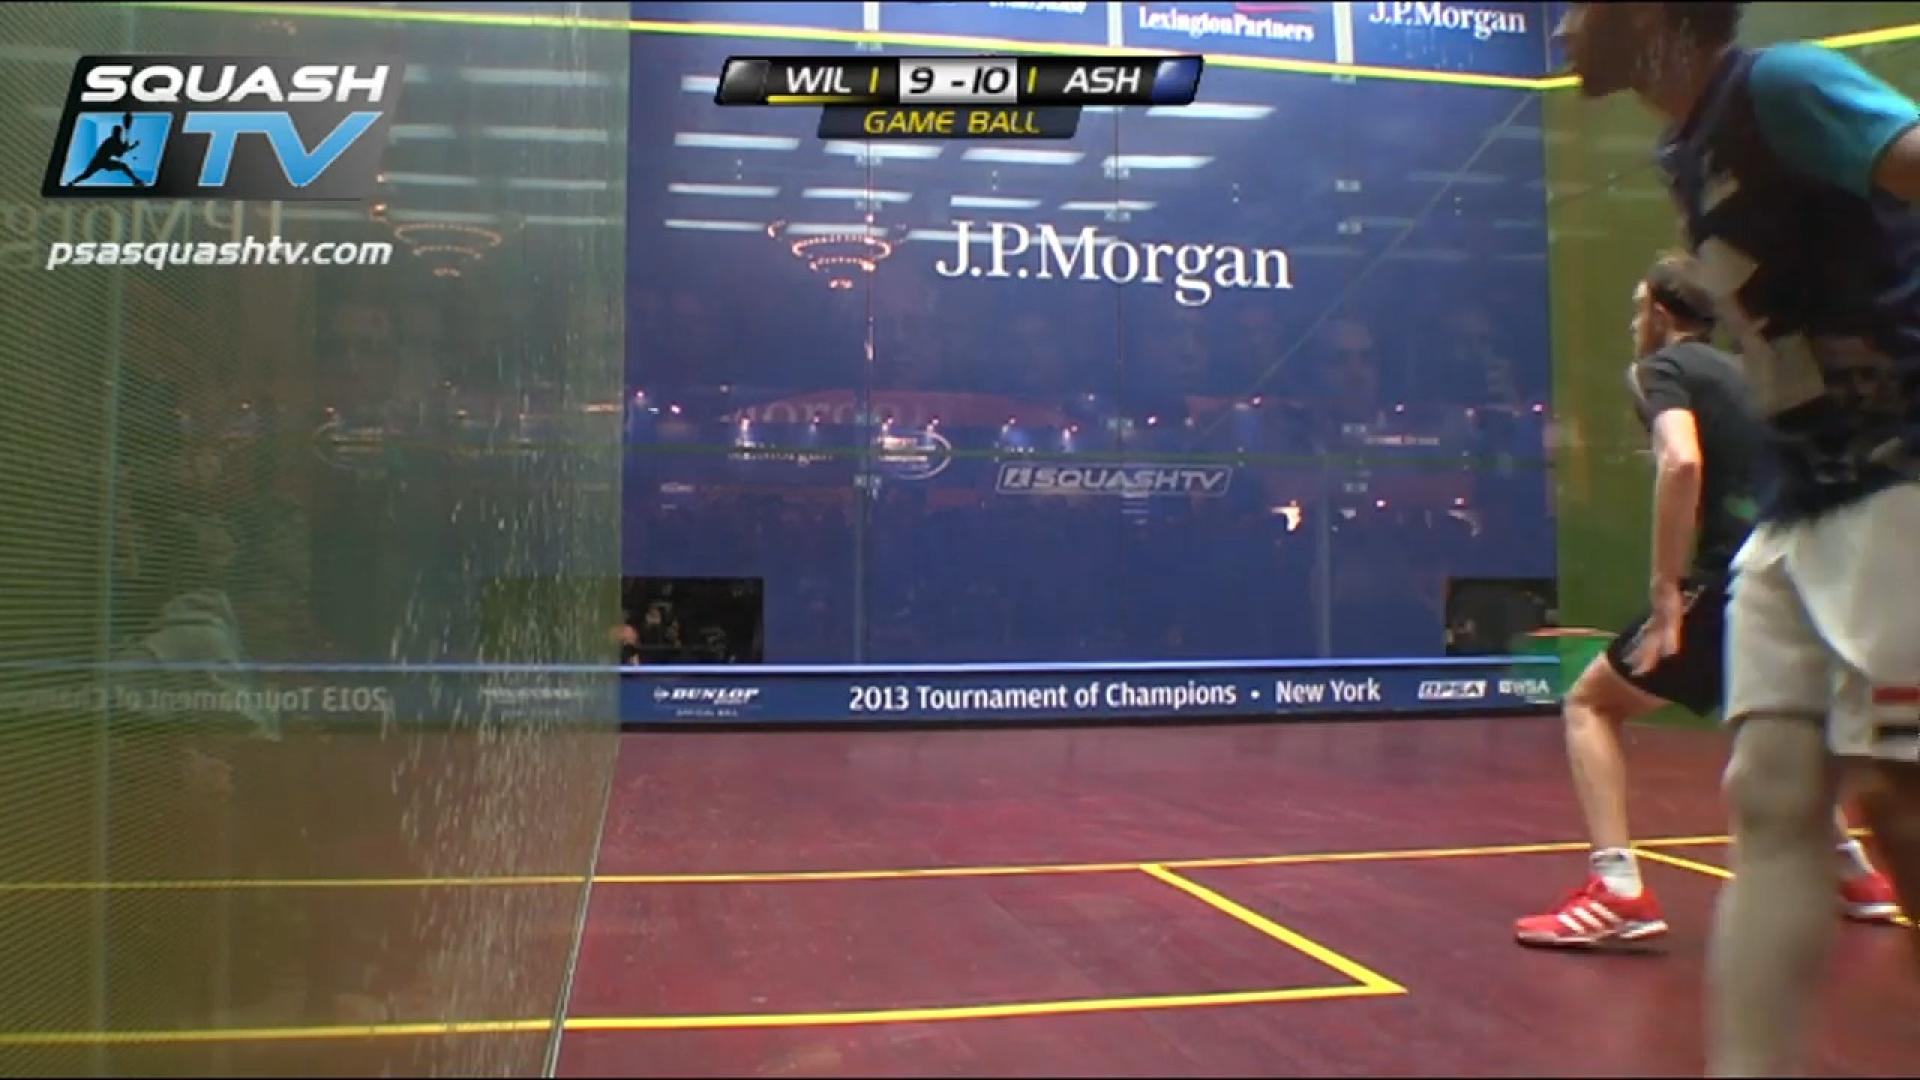 LexingtonPartners
J.P.Morgan
SQUASH
TV
psasquashtv.com
WIL 1 9 -10 1 ASH
GAME BALL
J.P.Morgan
SQUASHTV
DUNLOP
2013 Tournament of Champions • New York
PSA
WSA